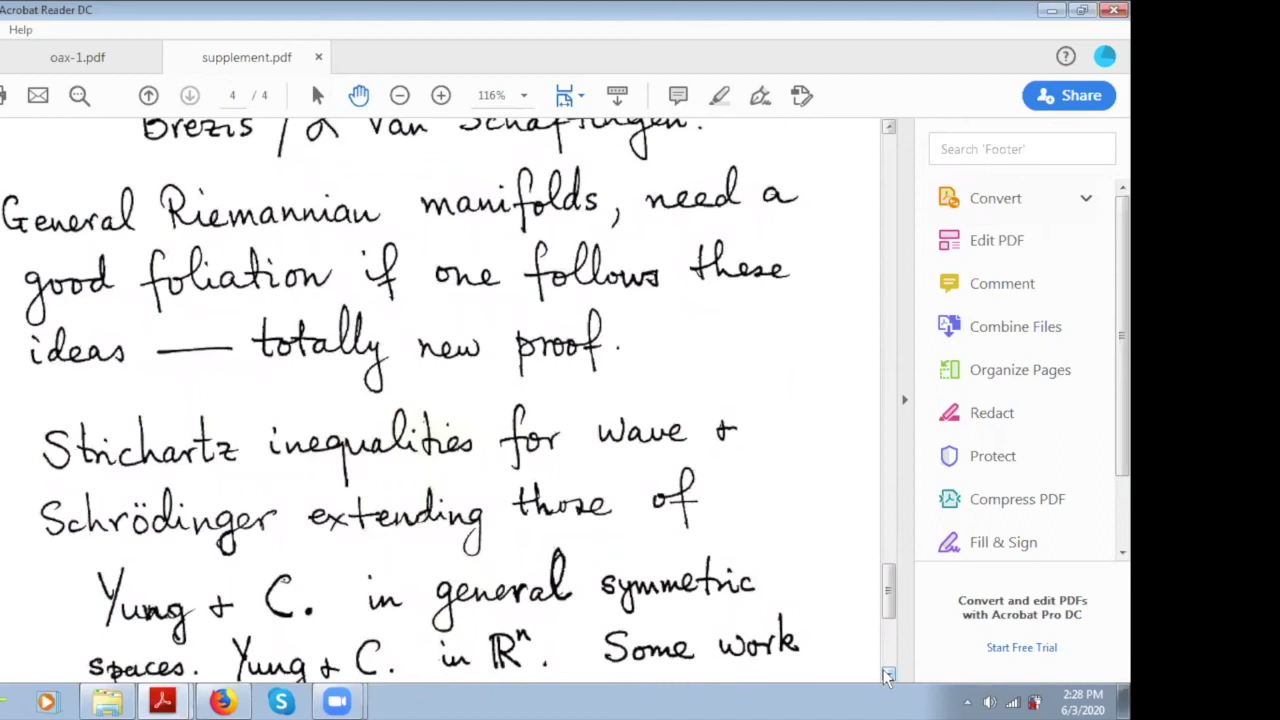 Acrobat Reader DC
Help
oax-1.pdf
supplement.pdf ×
4 / 4
116%
Share
Brezis / & Van Schaftingen.
General Riemannian manifolds, need a
good foliation if one follows these
ideas — totally new proof.
Strichartz inequalities for wave +
Schrödinger extending those of
Yung + C. in general symmetric
spaces. Yung + C. in ℝⁿ. Some work
Search 'Footer'
Convert
Edit PDF
Comment
Combine Files
Organize Pages
Redact
Protect
Compress PDF
Fill & Sign
Convert and edit PDFs
with Acrobat Pro DC
Start Free Trial
2:28 PM
6/3/2020